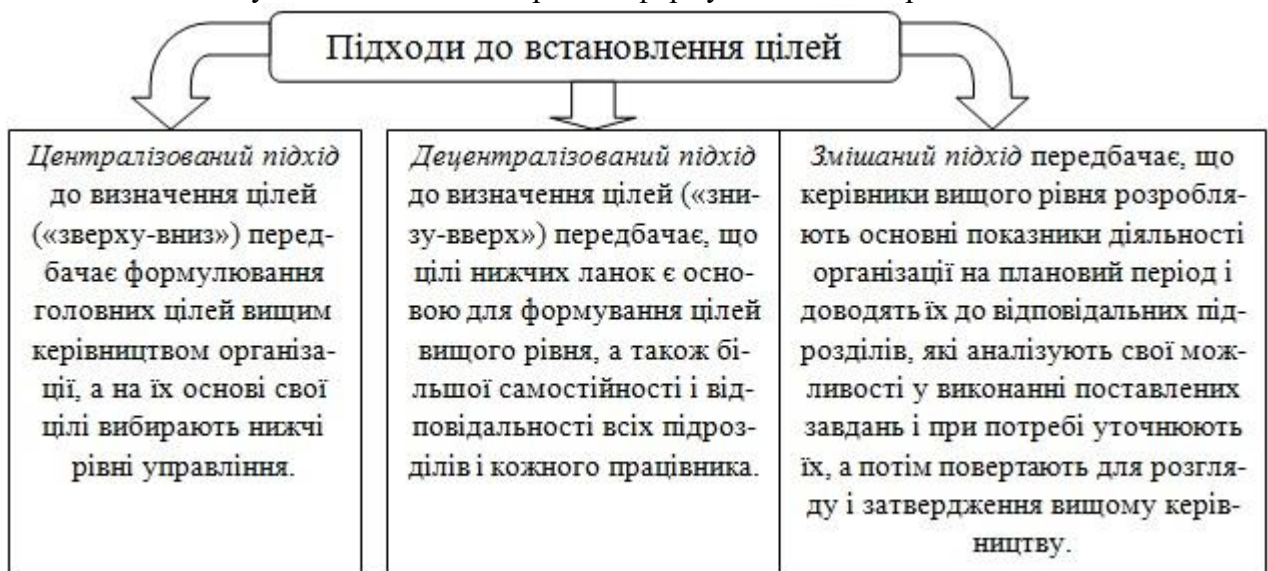 Підходи до встановлення цілей
Централізований підхід
до визначення цілей
(«зверху-вниз») перед-
бачає формулювання
головних цілей вищим
керівництвом організа-
ції, а на їх основі свої
цілі вибирають нижчі
рівні управління.
Децентралізований підхід
до визначення цілей («зни-
зу-вверх») передбачає, що
цілі нижчих ланок є осно-
вою для формування цілей
вищого рівня, а також бі-
льшої самостійності і від-
повідальності всіх підроз-
ділів і кожного працівника.
Змішаний підхід передбачає, що
керівники вищого рівня розробля-
ють основні показники діяльності
організації на плановий період і
доводять їх до відповідальних під-
розділів, які аналізують свої мож-
ливості у виконанні поставлених
завдань і при потребі уточнюють
їх, а потім повертають для розгля-
ду і затвердження вищому керів-
ництву.